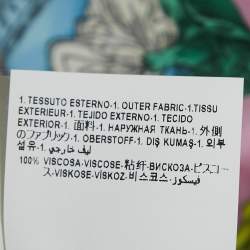 1. TESSUTO ESTERNO-1. OUTER FABRIC-1.TISSU
EXTERIEUR-1. TEJIDO EXTERNO-1. TECIDO
EXTERIOR-1. 面料-1. НАРУЖНАЯ ТКАНЬ-1. 外側
のファブリック-1. OBERSTOFF-1. DIŞ KUMAŞ-1. 외부
섬유-1. ليف خارجي
100% VISCOSA-VISCOSE-粘纤-ВИСКОЗА-ビスコー
ス-VISKOSE-VİSKOZ-비스코스-فيسكوز